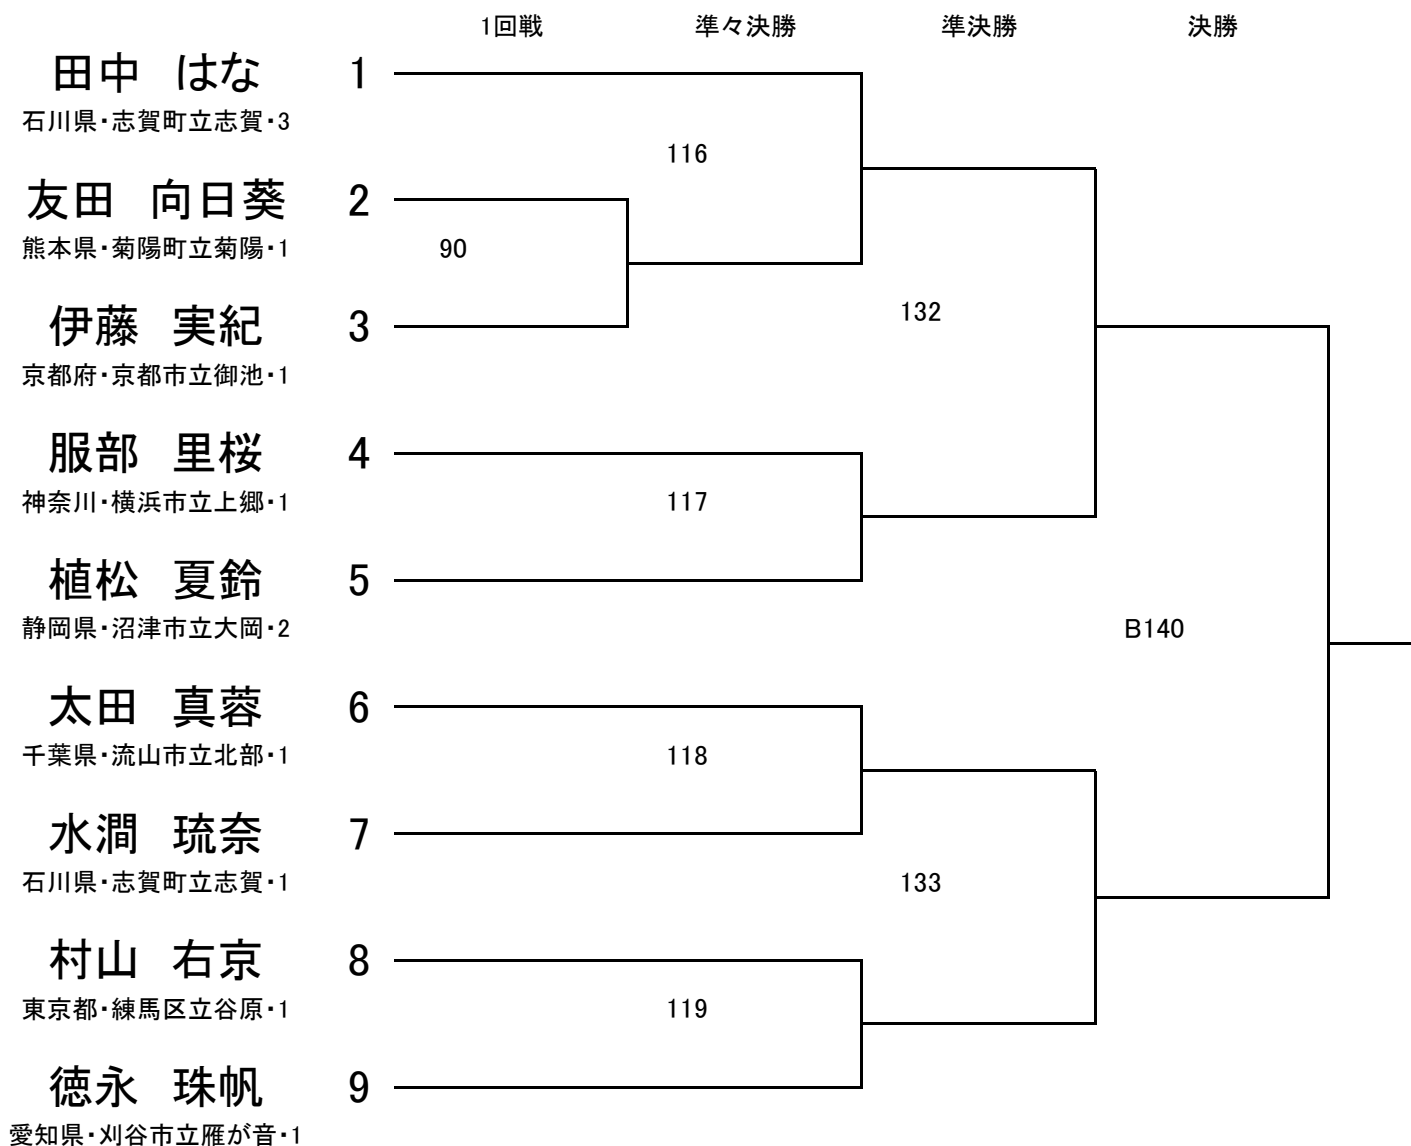 1回戦 準々決勝 準決勝 決勝
田中 はな 1
石川県・志賀町立志賀・3
116
友田 向日葵 2
熊本県・菊陽町立菊陽・1
90
伊藤 実紀 3
132
京都府・京都市立御池・1
服部 里桜 4
神奈川・横浜市立上郷・1
117
植松 夏鈴 5
静岡県・沼津市立大岡・2
B140
太田 真蓉 6
千葉県・流山市立北部・1
118
水澗 琉奈 7
石川県・志賀町立志賀・1
133
村山 右京 8
東京都・練馬区立谷原・1
119
徳永 珠帆 9
愛知県・刈谷市立雁が音・1